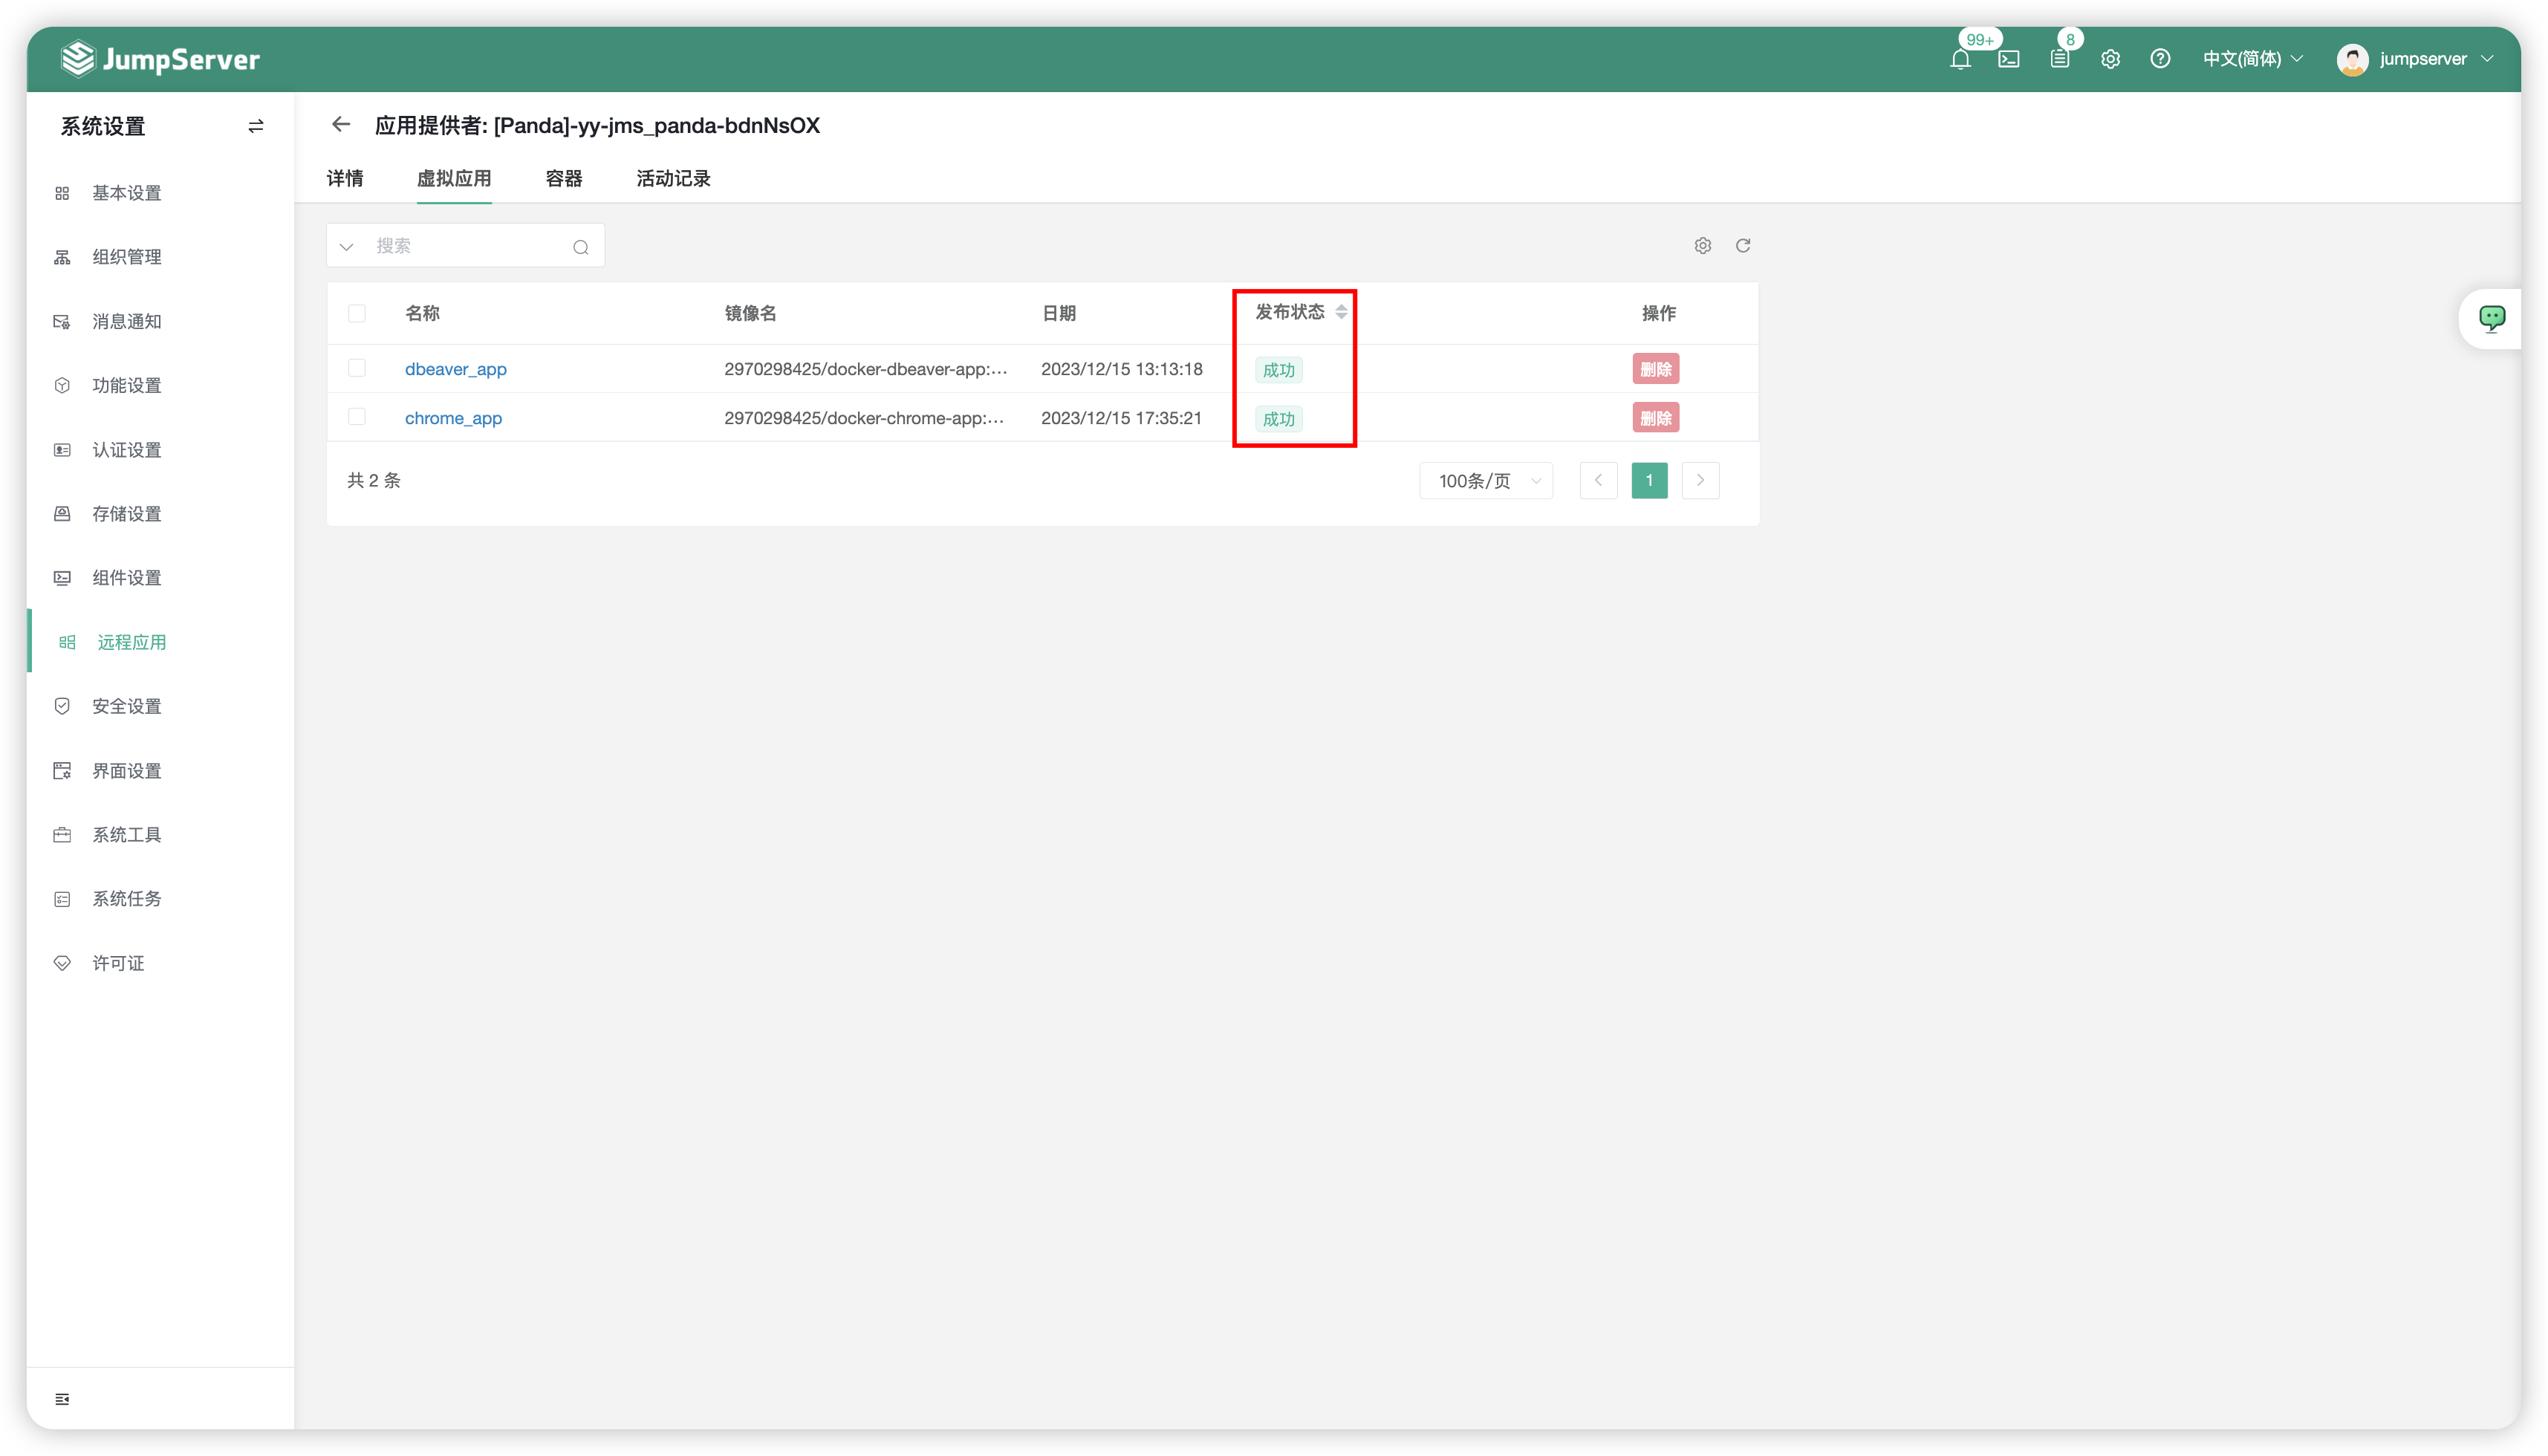 JumpServer
99+
8
中文(简体)
jumpserver
系统设置
基本设置
组织管理
消息通知
功能设置
认证设置
存储设置
组件设置
远程应用
安全设置
界面设置
系统工具
系统任务
许可证
应用提供者: [Panda]-yy-jms_panda-bdnNsOX
详情 虚拟应用 容器 活动记录
搜索
名称 镜像名 日期 发布状态 操作
dbeaver_app 2970298425/docker-dbeaver-app:... 2023/12/15 13:13:18 成功 删除
chrome_app 2970298425/docker-chrome-app:... 2023/12/15 17:35:21 成功 删除
共 2 条 100条/页 1